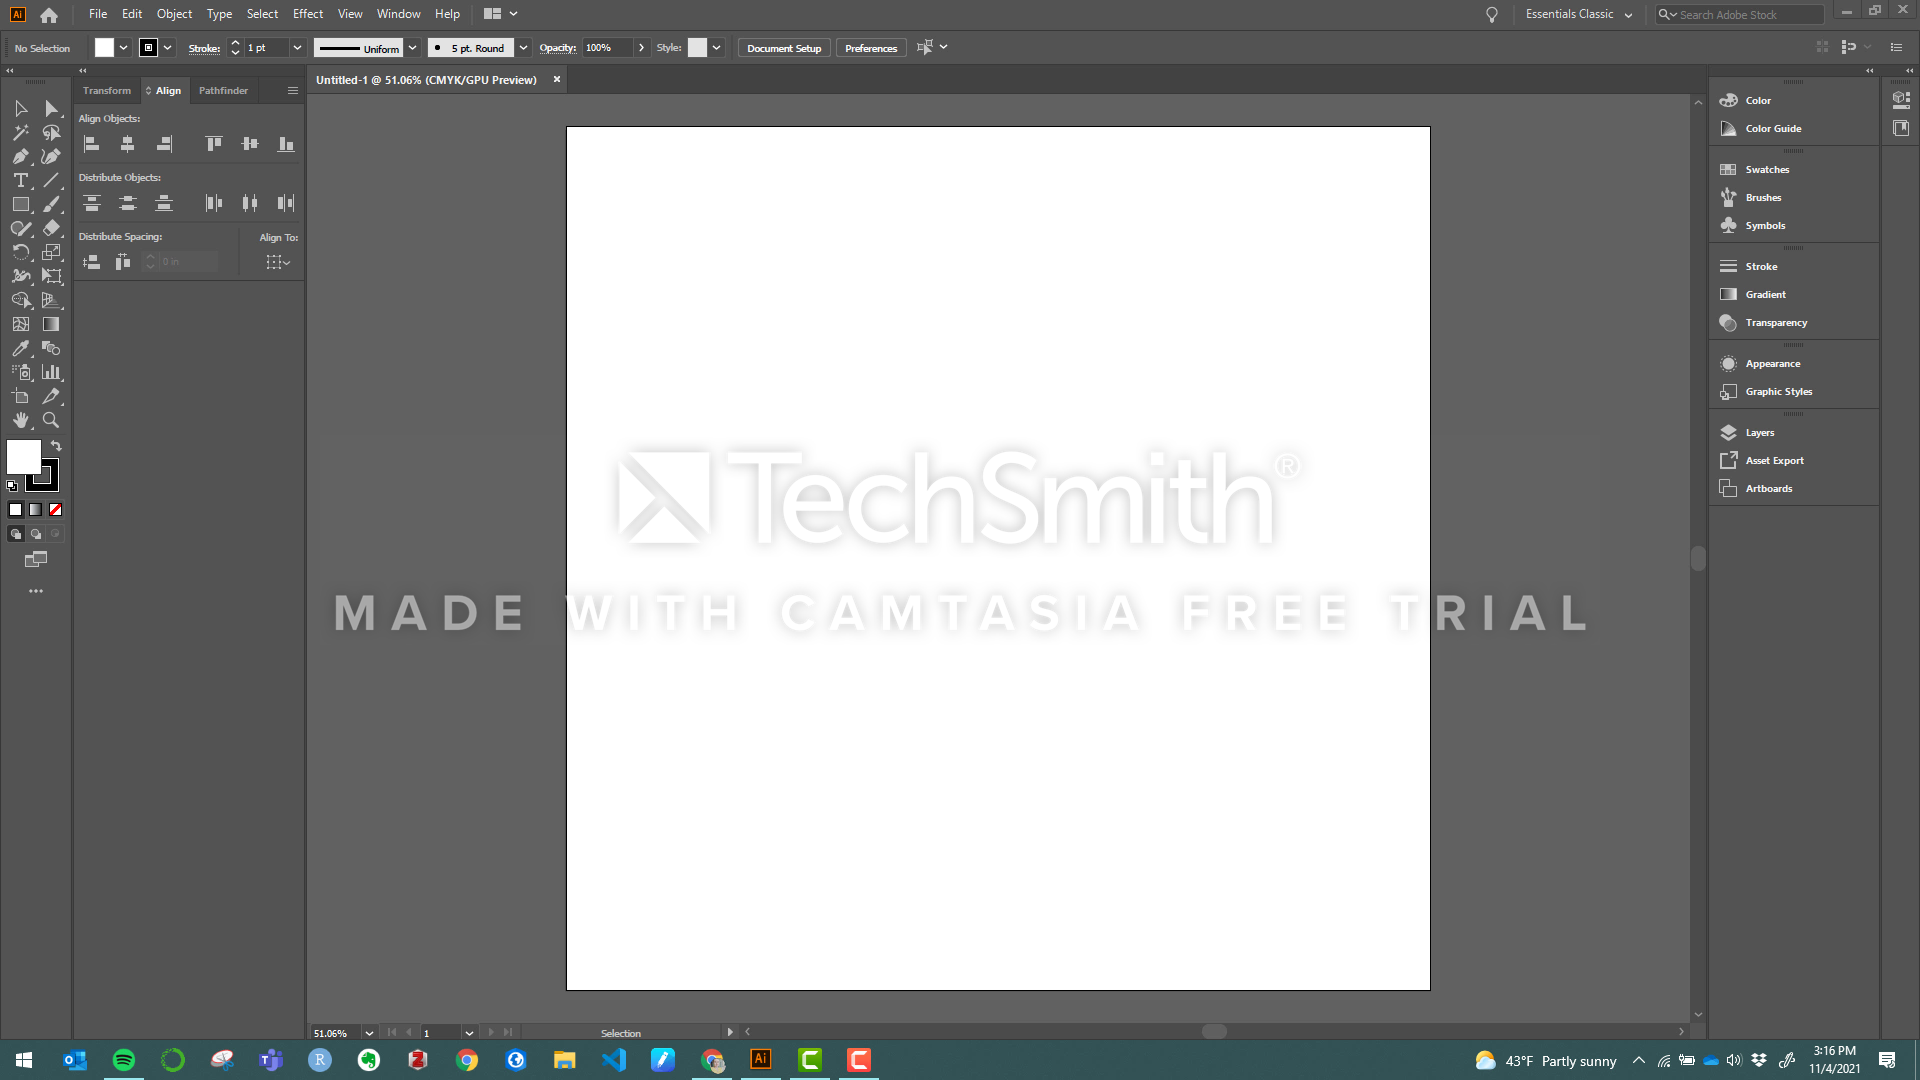 Ai File Edit Object Type Select Effect View Window Help Essentials Classic Search Adobe Stock
No Selection Stroke: 1 pt Uniform 5 pt. Round Opacity: 100% Style: Document Setup Preferences
Untitled-1 @ 51.06% (CMYK/GPU Preview) ×
Transform Align Pathfinder
Align Objects:
Distribute Objects:
Distribute Spacing: Align To:
0 in
Color
Color Guide
Swatches
Brushes
Symbols
Stroke
Gradient
Transparency
Appearance
Graphic Styles
Layers
Asset Export
Artboards
TechSmith®
MADE WITH CAMTASIA FREE TRIAL
51.06% 1 Selection
43°F Partly sunny
3:16 PM
11/4/2021